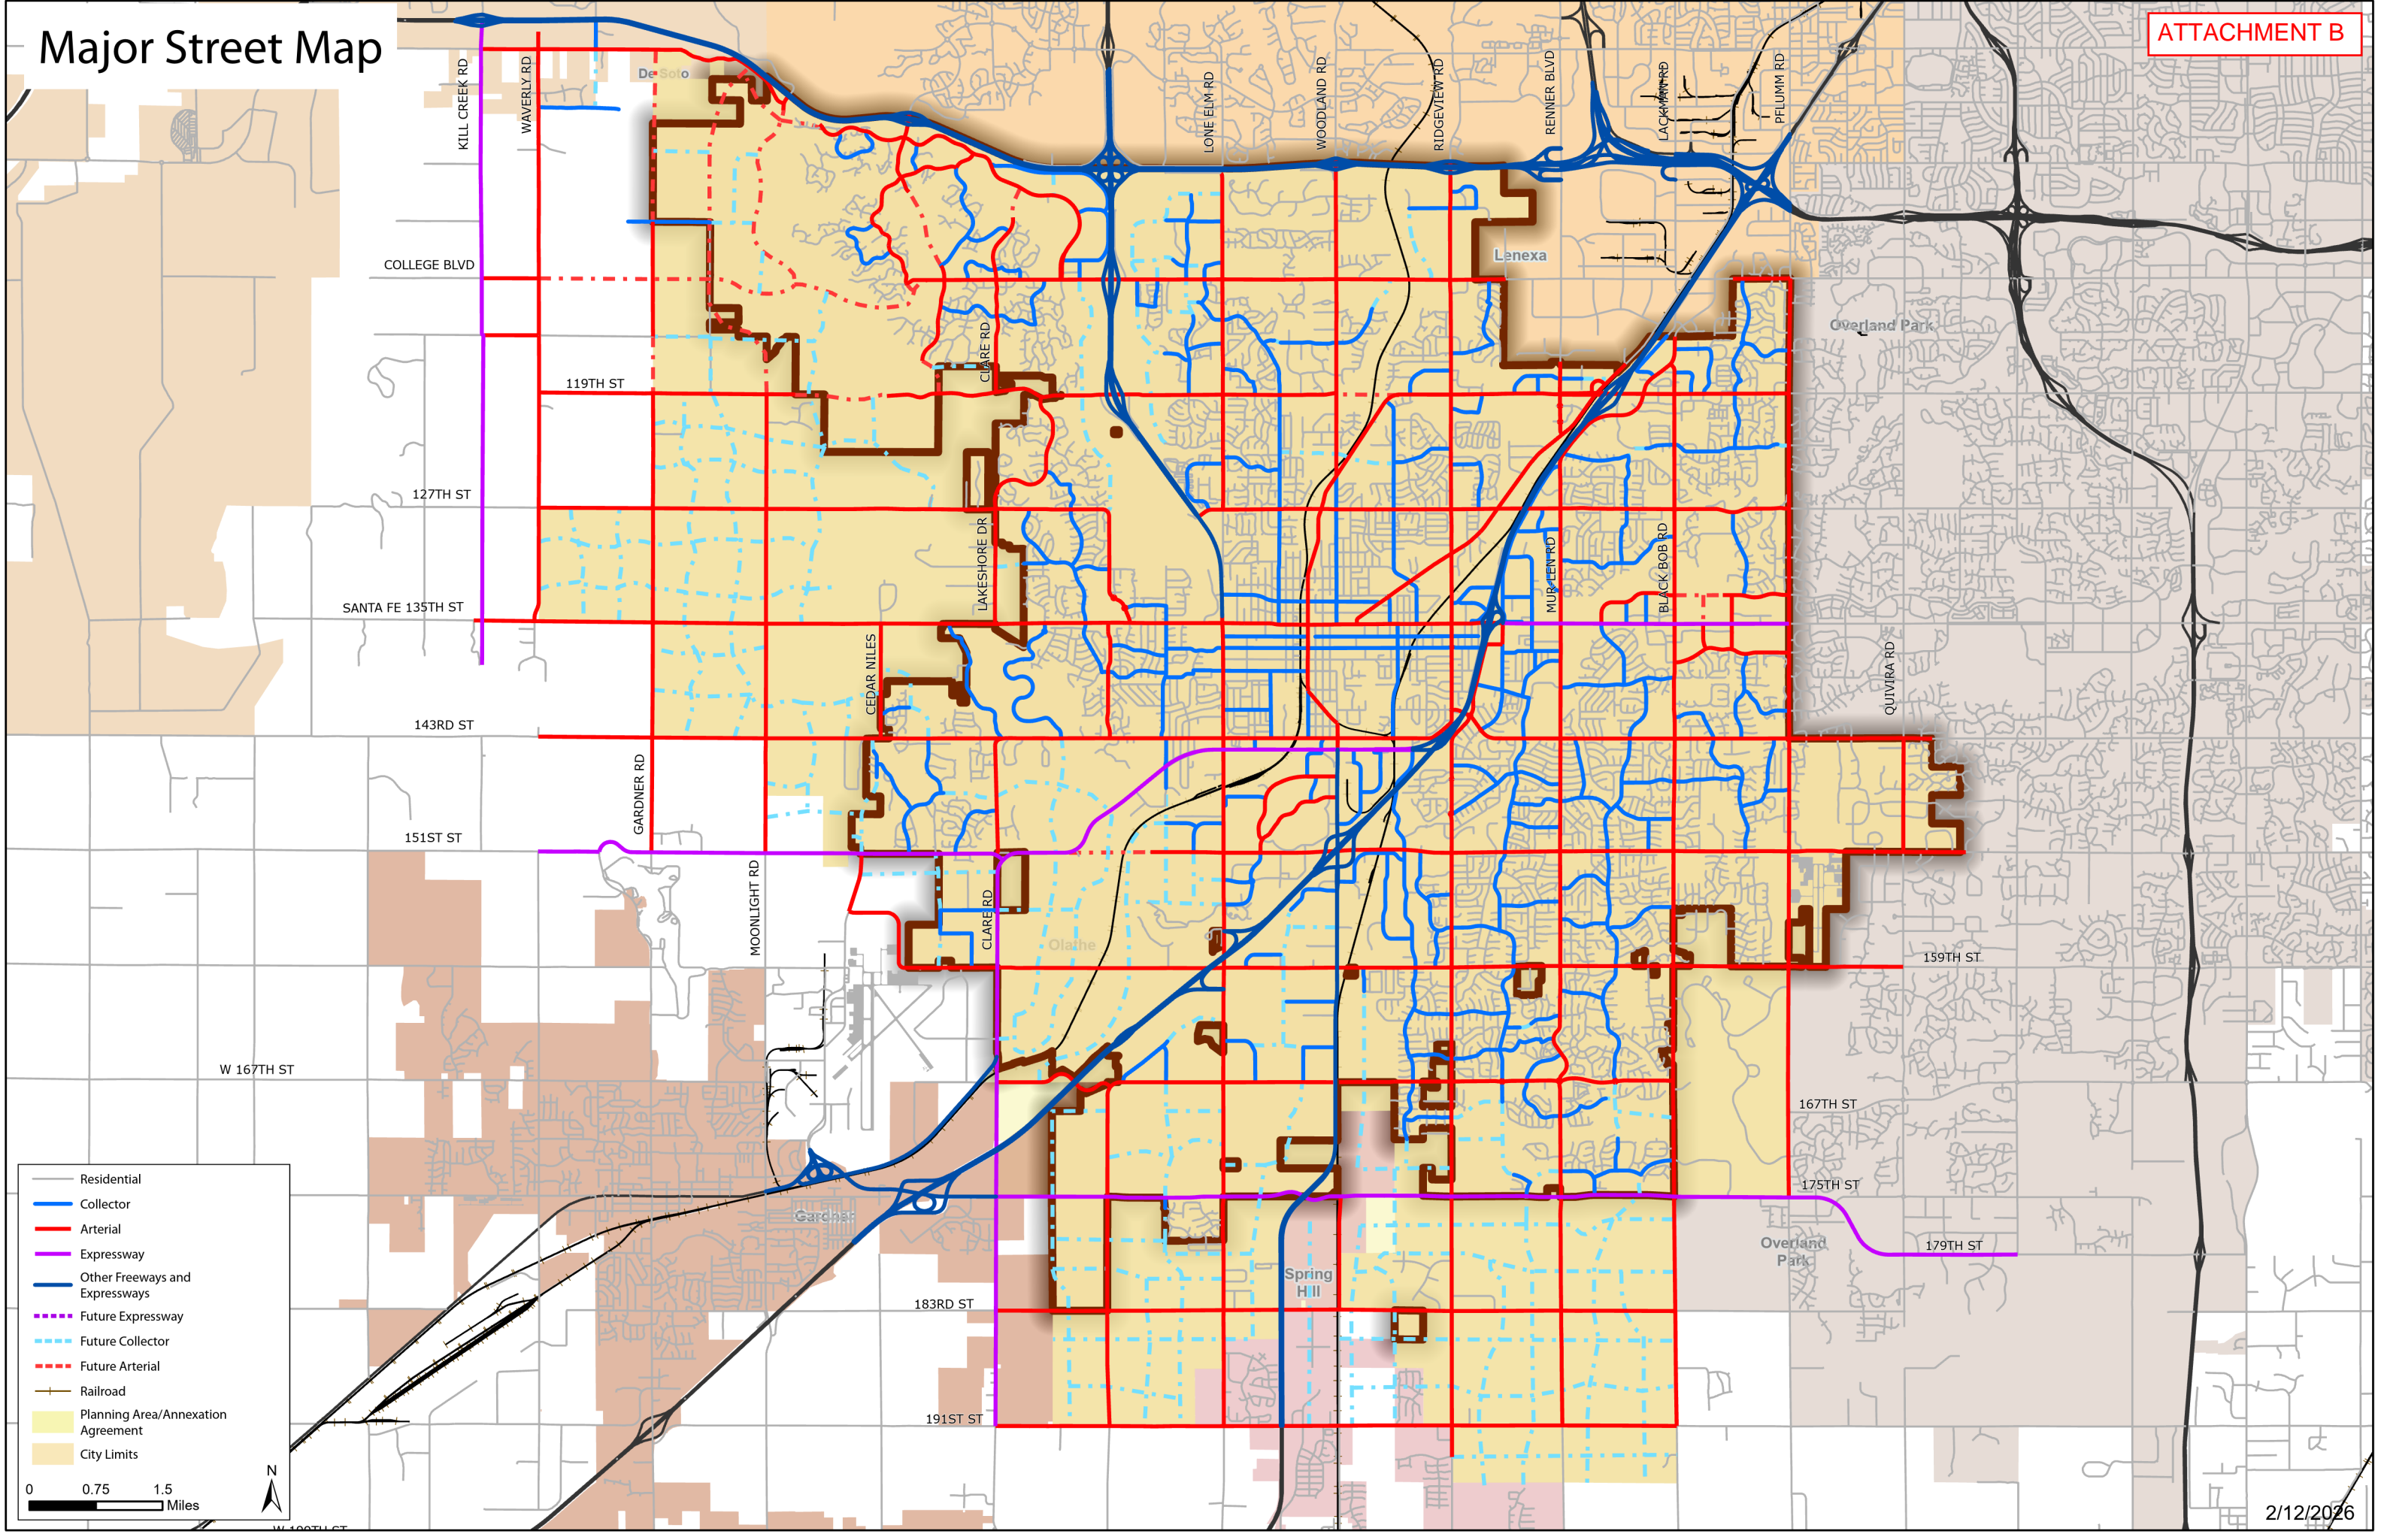 Major Street Map
ATTACHMENT B
De Soto
KILL CREEK RD
WAVERLY RD
LONE ELM RD
WOODLAND RD
RIDGEVIEW RD
RENNER BLVD
LACKMAN RD
PFLUMM RD
COLLEGE BLVD
Lenexa
Overland Park
CLARE RD
119TH ST
127TH ST
LAKESHORE DR
MUR-LEN RD
BLACK BOB RD
SANTA FE 135TH ST
CEDAR NILES
QUIVIRA RD
143RD ST
GARDNER RD
151ST ST
MOONLIGHT RD
CLARE RD
Olathe
159TH ST
W 167TH ST
167TH ST
175TH ST
Gardner
Overland
Park
179TH ST
Spring
Hill
183RD ST
191ST ST
Residential
Collector
Arterial
Expressway
Other Freeways and
Expressways
Future Expressway
Future Collector
Future Arterial
Railroad
Planning Area/Annexation
Agreement
City Limits
N
0 0.75 1.5
Miles
2/12/2026